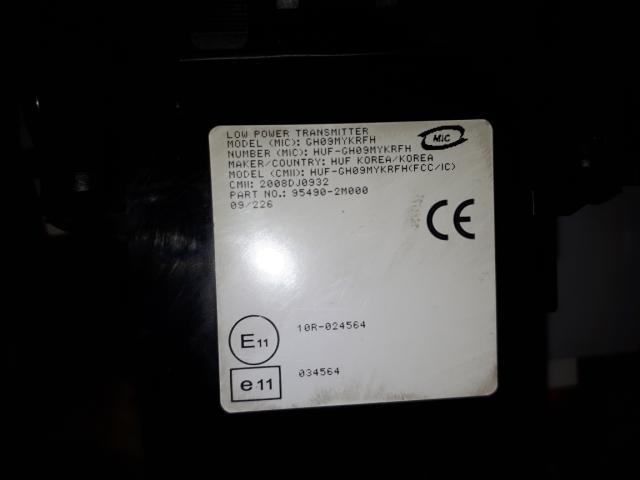 LOW POWER TRANSMITTER
MODEL (MIC): GH09MYKRFH
NUMBER (MIC): HUF-GH09MYKRFH
MAKER/COUNTRY: HUF KOREA/KOREA
MODEL (CMII): HUF-GH09MYKRFH(FCC/IC)
CMII: 2008DJ0932
PART NO.: 95490-2M000
09/226
MIC
CE
E11 10R-024564
e11 034564